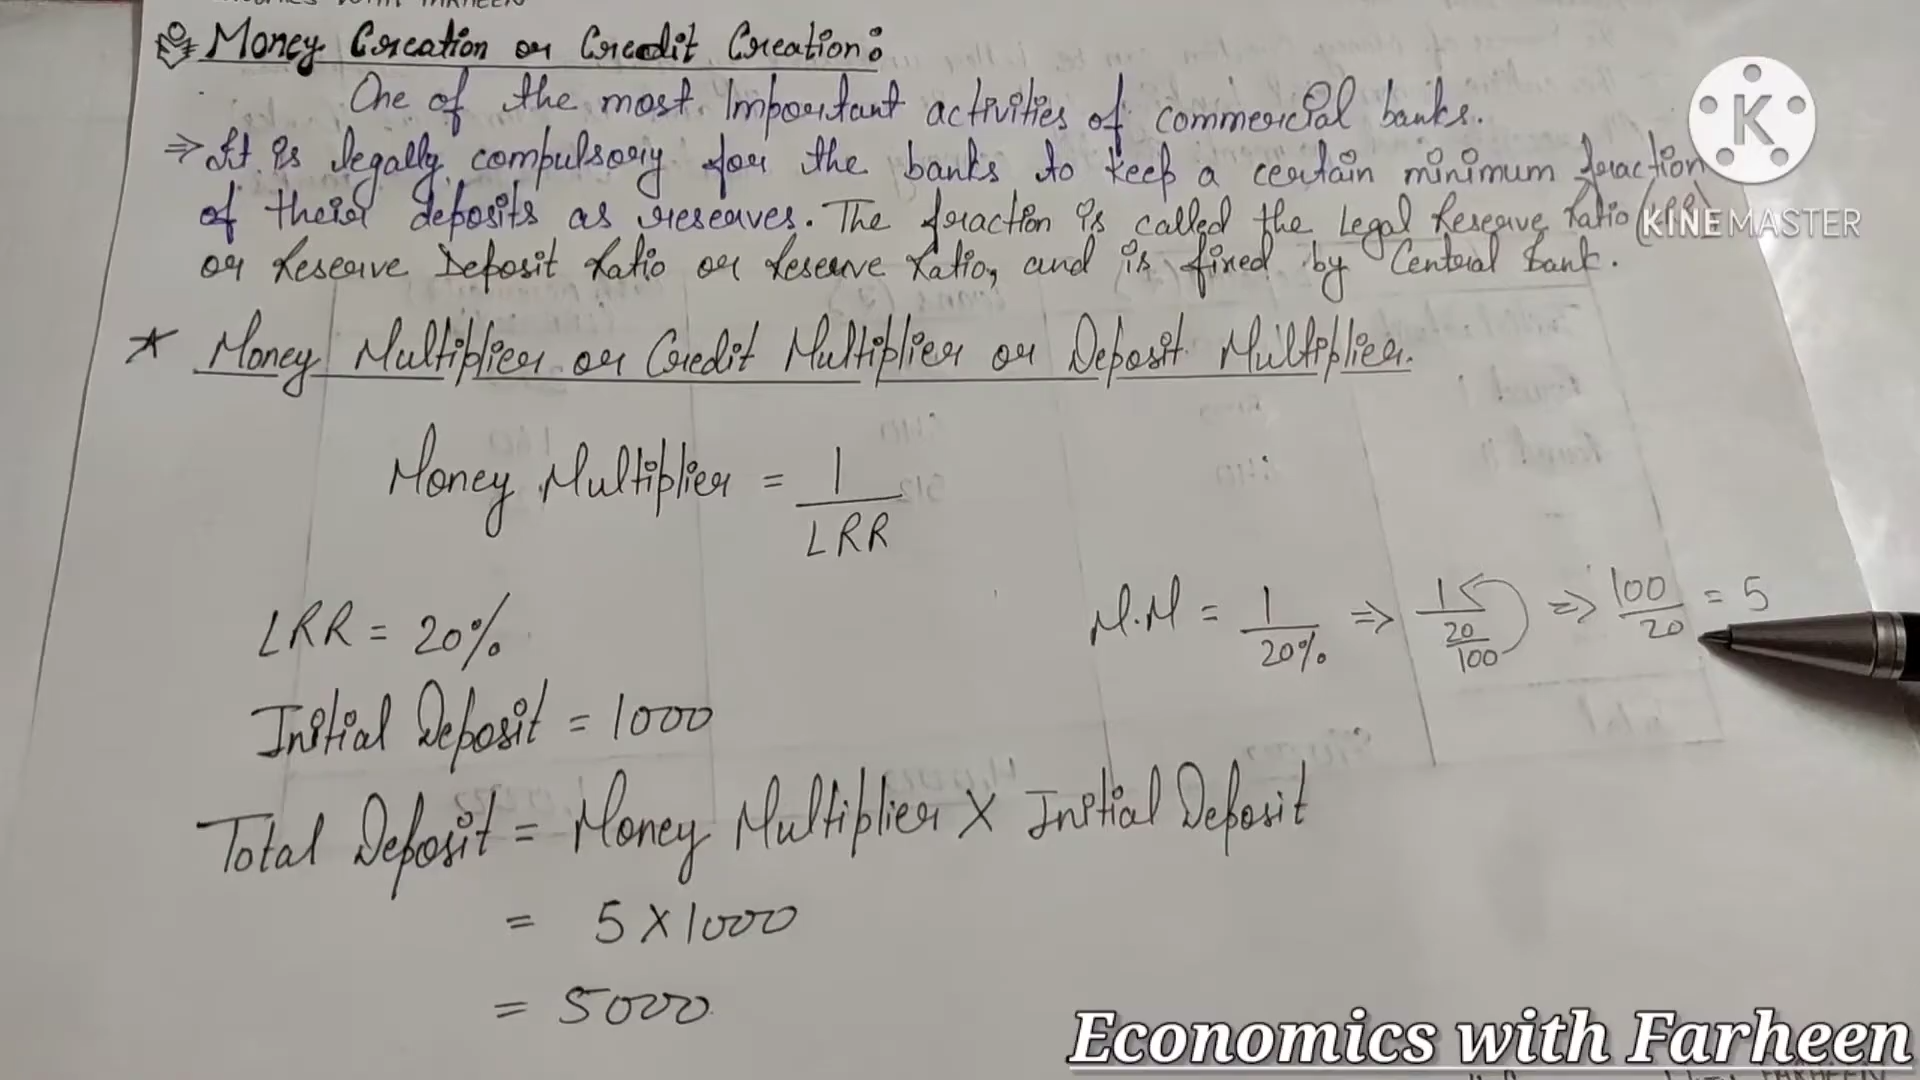 Money Creation or Credit Creation:
One of the most Important activities of commercial banks.
⇒ It is legally compulsory for the banks to keep a certain minimum fraction
of their deposits as reserves. The fraction is called the Legal Reserve Ratio (LRR)
or Reserve Deposit Ratio or Reserve Ratio, and is fixed by Central Bank.
K
KINEMASTER
★ Money Multiplier or Credit Multiplier or Deposit Multiplier.
Money Multiplier = 1
LRR
LRR = 20%
M.M = 1/20% ⇒ 1/20/100 ⇒ 100/20 = 5
Initial Deposit = 1000
Total Deposit = Money Multiplier X Initial Deposit
= 5 X 1000
= 5000
Economics with Farheen